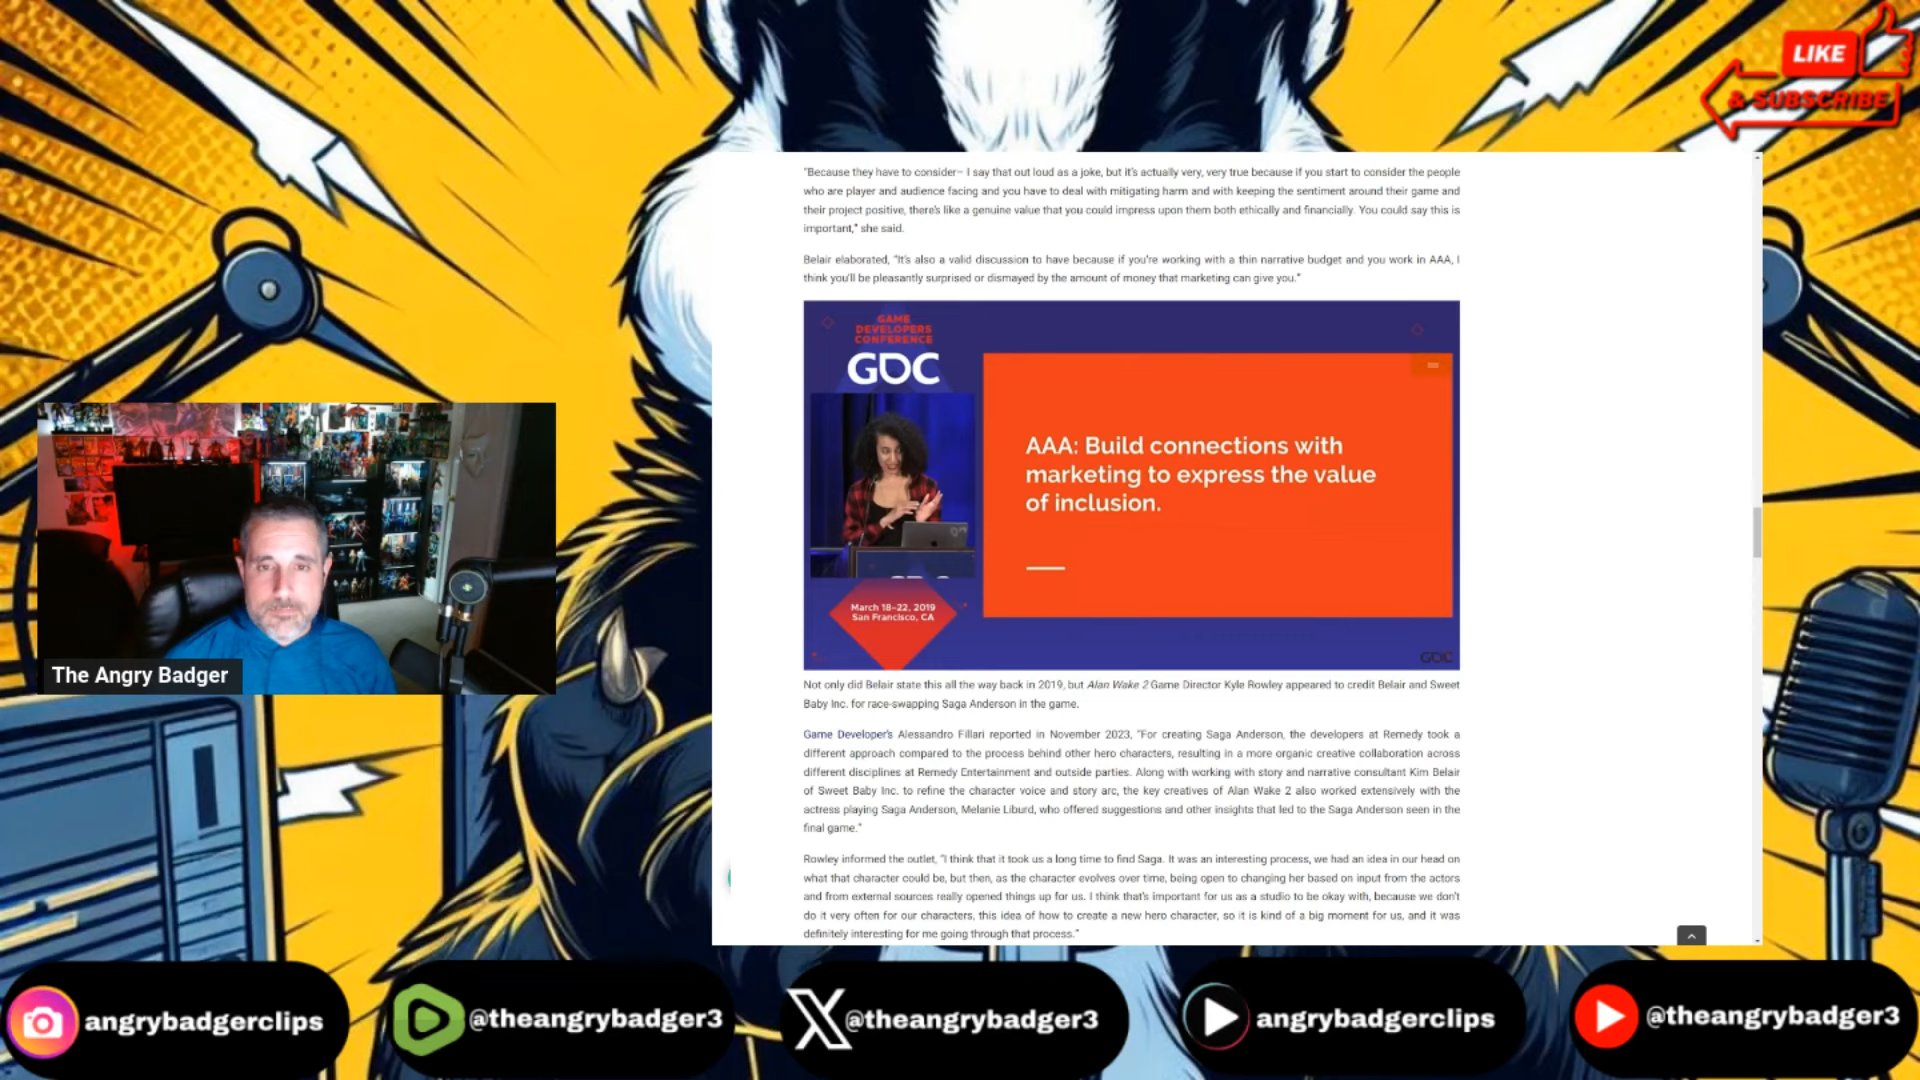 LIKE
& SUBSCRIBE
"Because they have to consider– I say that out loud as a joke, but it's actually very, very true because if you start to consider the people
who are player and audience facing and you have to deal with mitigating harm and with keeping the sentiment around their game and
their project positive, there's like a genuine value that you could impress upon them both ethically and financially. You could say this is
important," she said.
Belair elaborated, "It's also a valid discussion to have because if you're working with a thin narrative budget and you work in AAA, I
think you'll be pleasantly surprised or dismayed by the amount of money that marketing can give you."
GAME
DEVELOPERS
CONFERENCE
GDC
AAA: Build connections with
marketing to express the value
of inclusion.
March 18–22, 2019
San Francisco, CA
GDC
The Angry Badger
Not only did Belair state this all the way back in 2019, but Alan Wake 2 Game Director Kyle Rowley appeared to credit Belair and Sweet
Baby Inc. for race-swapping Saga Anderson in the game.
Game Developer's Alessandro Fillari reported in November 2023, "For creating Saga Anderson, the developers at Remedy took a
different approach compared to the process behind other hero characters, resulting in a more organic creative collaboration across
different disciplines at Remedy Entertainment and outside parties. Along with working with story and narrative consultant Kim Belair
of Sweet Baby Inc. to refine the character voice and story arc, the key creatives of Alan Wake 2 also worked extensively with the
actress playing Saga Anderson, Melanie Liburd, who offered suggestions and other insights that led to the Saga Anderson seen in the
final game."
Rowley informed the outlet, "I think that it took us a long time to find Saga. It was an interesting process, we had an idea in our head on
what that character could be, but then, as the character evolves over time, being open to changing her based on input from the actors
and from external sources really opened things up for us. I think that's important for us as a studio to be okay with, because we don't
do it very often for our characters, this idea of how to create a new hero character, so it is kind of a big moment for us, and it was
definitely interesting for me going through that process."
angrybadgerclips
@theangrybadger3
@theangrybadger3
angrybadgerclips
@theangrybadger3